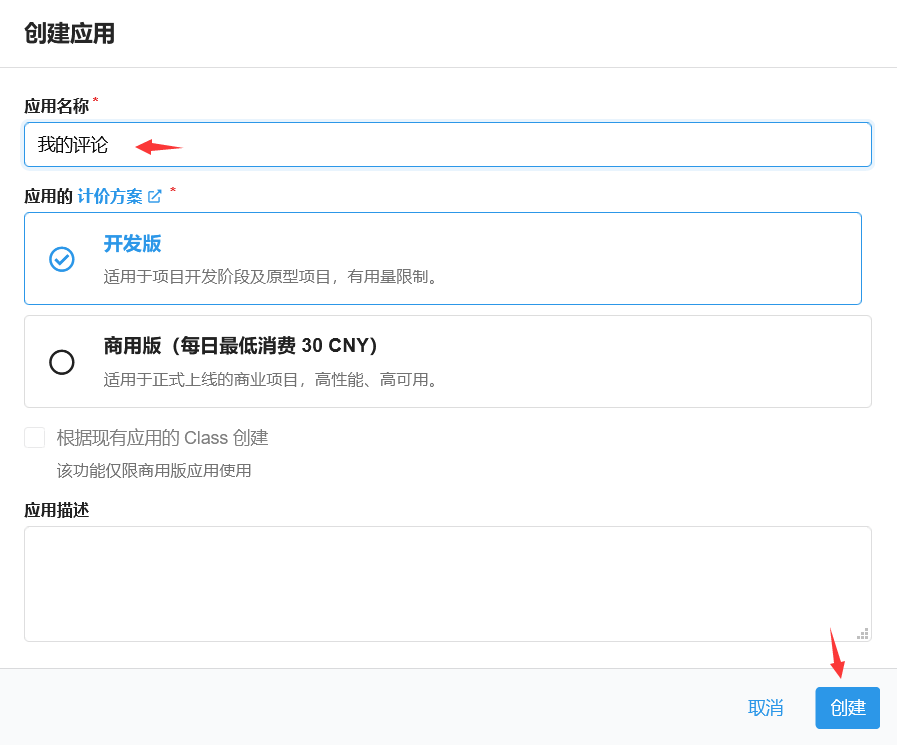 创建应用
应用名称*
我的评论
应用的 计价方案 *
开发版
适用于项目开发阶段及原型项目，有用量限制。
商用版（每日最低消费 30 CNY）
适用于正式上线的商业项目，高性能、高可用。
根据现有应用的 Class 创建
该功能仅限商用版应用使用
应用描述
取消 创建